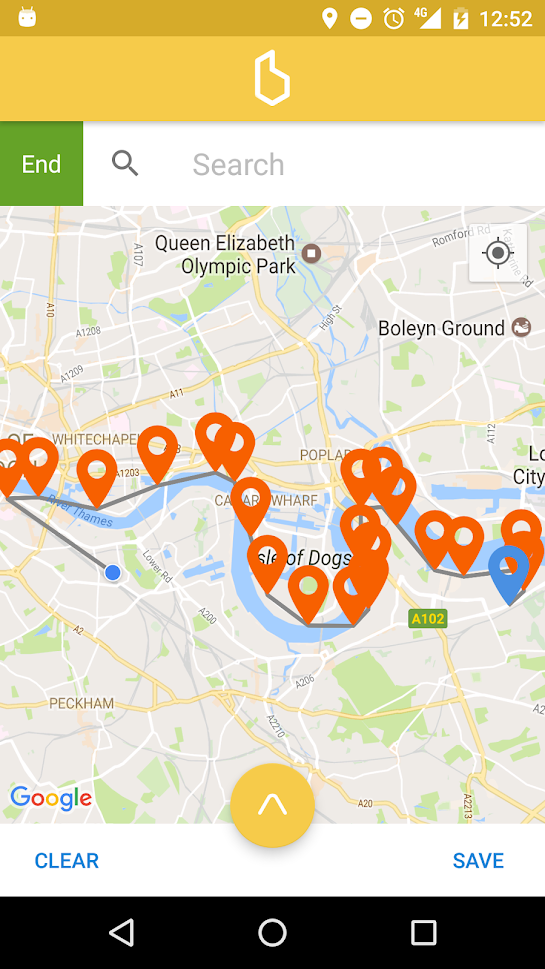 4G
12:52
End
Search
Queen Elizabeth
Olympic Park
Romford Rd
A107
A10
High St
Boleyn Ground
A1208
A1209
A11
A112
WHITECHAPEL
A1203
POPLAR
City
CANARY WHARF
River Thames
Isle of Dogs
Lower Rd
A200
A102
A206
PECKHAM
A2210
A20
A2213
Google
CLEAR
SAVE